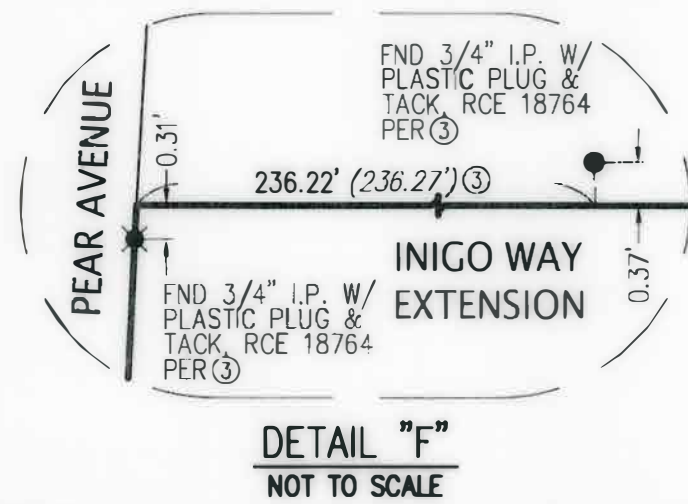 FND 3/4" I.P. W/
PLASTIC PLUG &
TACK, RCE 18764
PER ③
PEAR AVENUE
0.31'
236.22' (236.27') ③
INIGO WAY
EXTENSION
0.37'
FND 3/4" I.P. W/
PLASTIC PLUG &
TACK, RCE 18764
PER ③
DETAIL "F"
NOT TO SCALE